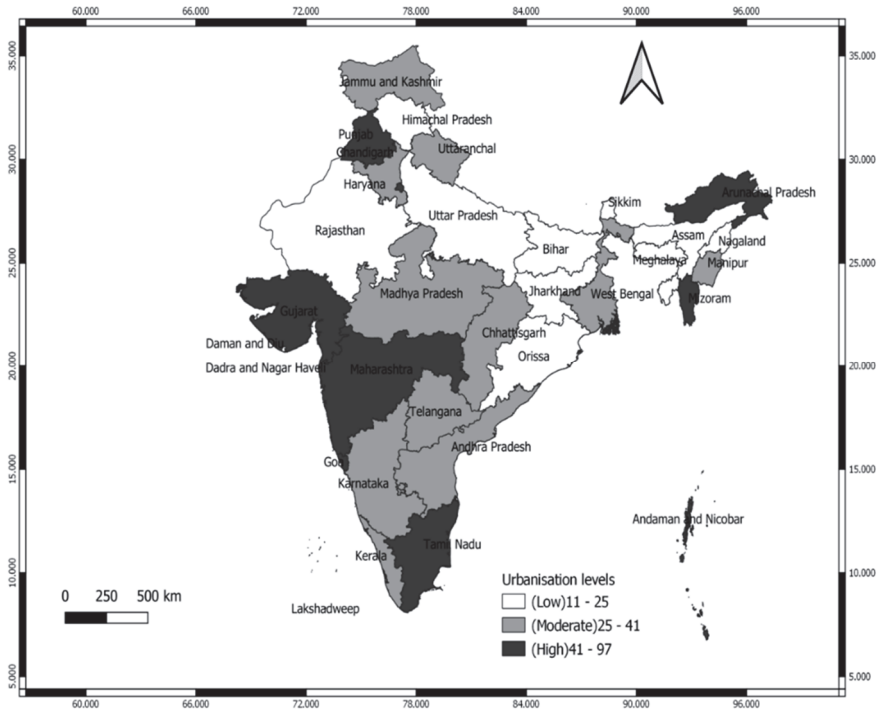 60.000 66.000 72.000 78.000 84.000 90.000 96.000
35.000 35.000
Jammu and Kashmir
Himachal Pradesh
Punjab
Uttaranchal
Chandigarh
30.000 30.000
Haryana
Arunachal Pradesh
Sikkim
Uttar Pradesh
Rajasthan
Assam
Nagaland
Bihar
Meghalaya
Manipur
25.000 25.000
Madhya Pradesh
Jharkhand
West Bengal
Mizoram
Gujarat
Chhattisgarh
Daman and Diu
Orissa
Dadra and Nagar Haveli
Maharashtra
20.000 20.000
Telangana
Andhra Pradesh
Goa
15.000 15.000
Karnataka
Andaman and Nicobar
Tamil Nadu
Kerala
10.000 10.000
0 250 500 km
Lakshadweep
Urbanisation levels
(Low)11 - 25
(Moderate)25 - 41
(High)41 - 97
5.000 5.000
60.000 66.000 72.000 78.000 84.000 90.000 96.000